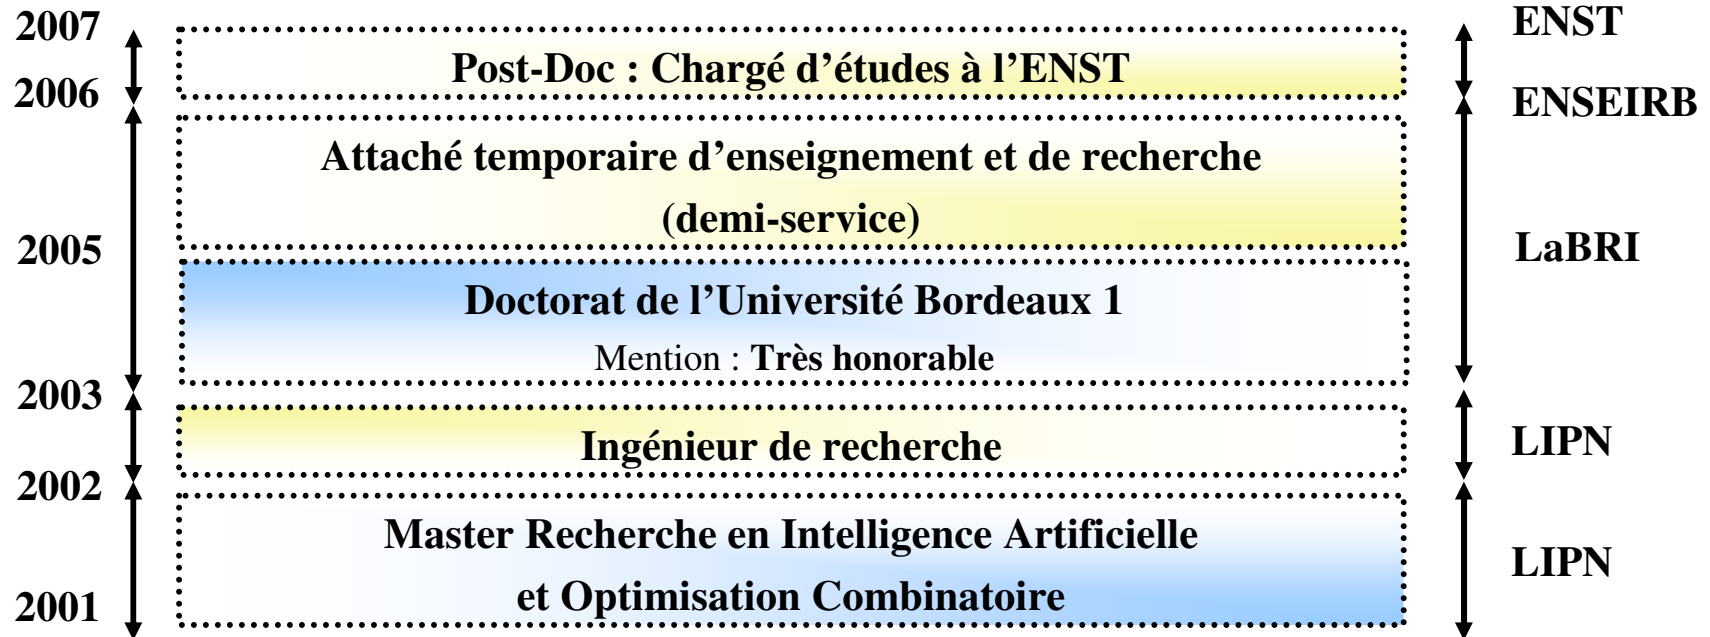 2007
ENST
Post-Doc : Chargé d’études à l’ENST
2006
ENSEIRB
Attaché temporaire d’enseignement et de recherche
(demi-service)
2005
LaBRI
Doctorat de l’Université Bordeaux 1
Mention : Très honorable
2003
Ingénieur de recherche
LIPN
2002
Master Recherche en Intelligence Artificielle
et Optimisation Combinatoire
LIPN
2001